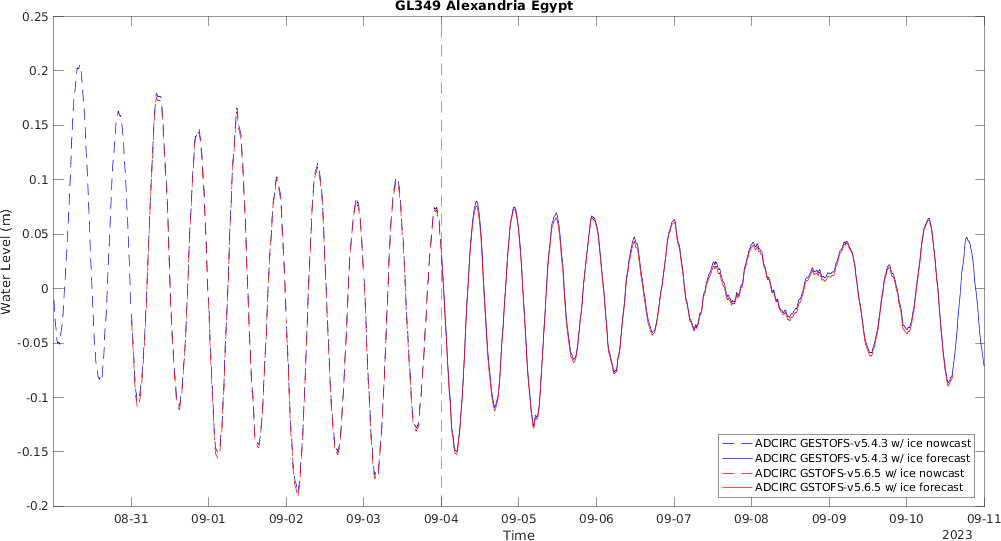 GL349 Alexandria Egypt
0.25
0.2
0.15
0.1
0.05
0
-0.05
-0.1
-0.15
-0.2
Water Level (m)
08-31 09-01 09-02 09-03 09-04 09-05 09-06 09-07 09-08 09-09 09-10 09-11
Time
2023
ADCIRC GESTOFS-v5.4.3 w/ ice nowcast
ADCIRC GESTOFS-v5.4.3 w/ ice forecast
ADCIRC GSTOFS-v5.6.5 w/ ice nowcast
ADCIRC GSTOFS-v5.6.5 w/ ice forecast